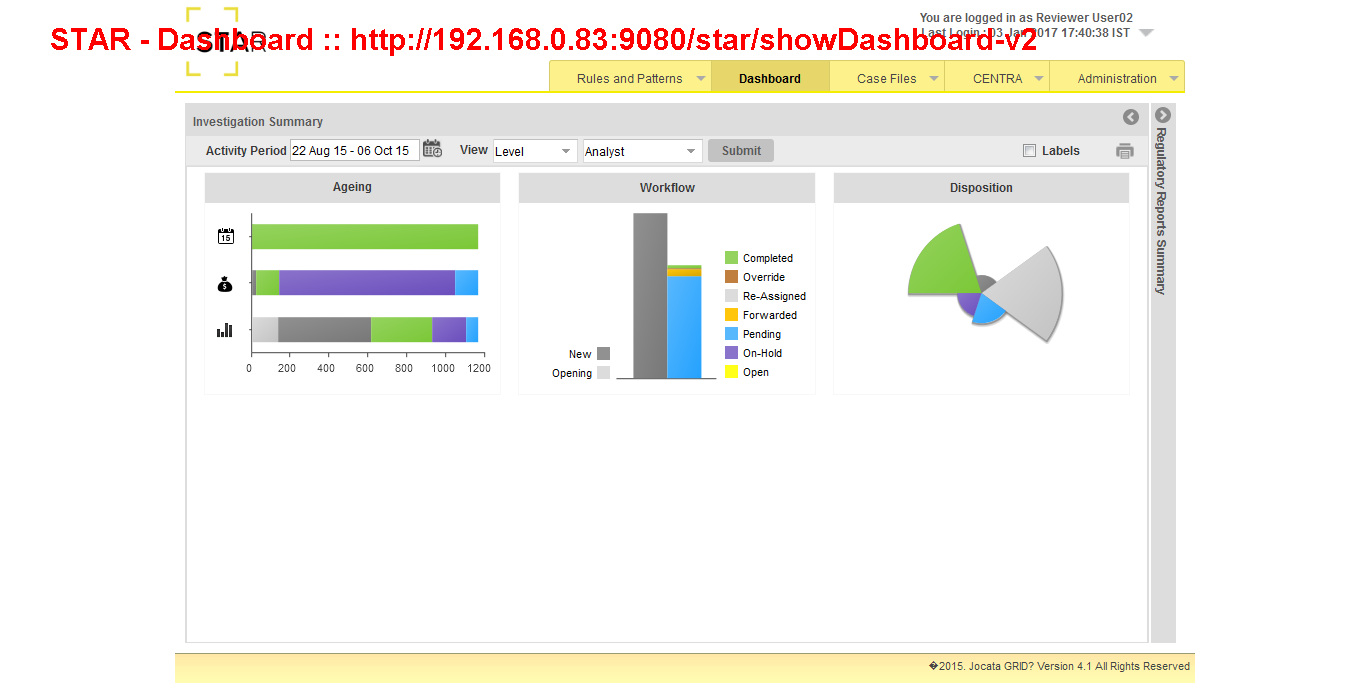 You are logged in as Reviewer User02
STAR
STAR - Dashboard :: http://192.168.0.83:9080/star/showDashboard-v2
Last Login : 03 Jan 2017 17:40:38 IST
Rules and Patterns Dashboard Case Files CENTRA Administration
Investigation Summary
Activity Period 22 Aug 15 - 06 Oct 15 View Level Analyst Submit Labels
Regulatory Reports Summary
Ageing
15
$
0 200 400 600 800 1000 1200
Workflow
New
Opening
Completed
Override
Re-Assigned
Forwarded
Pending
On-Hold
Open
Disposition
�2015. Jocata GRID? Version 4.1 All Rights Reserved